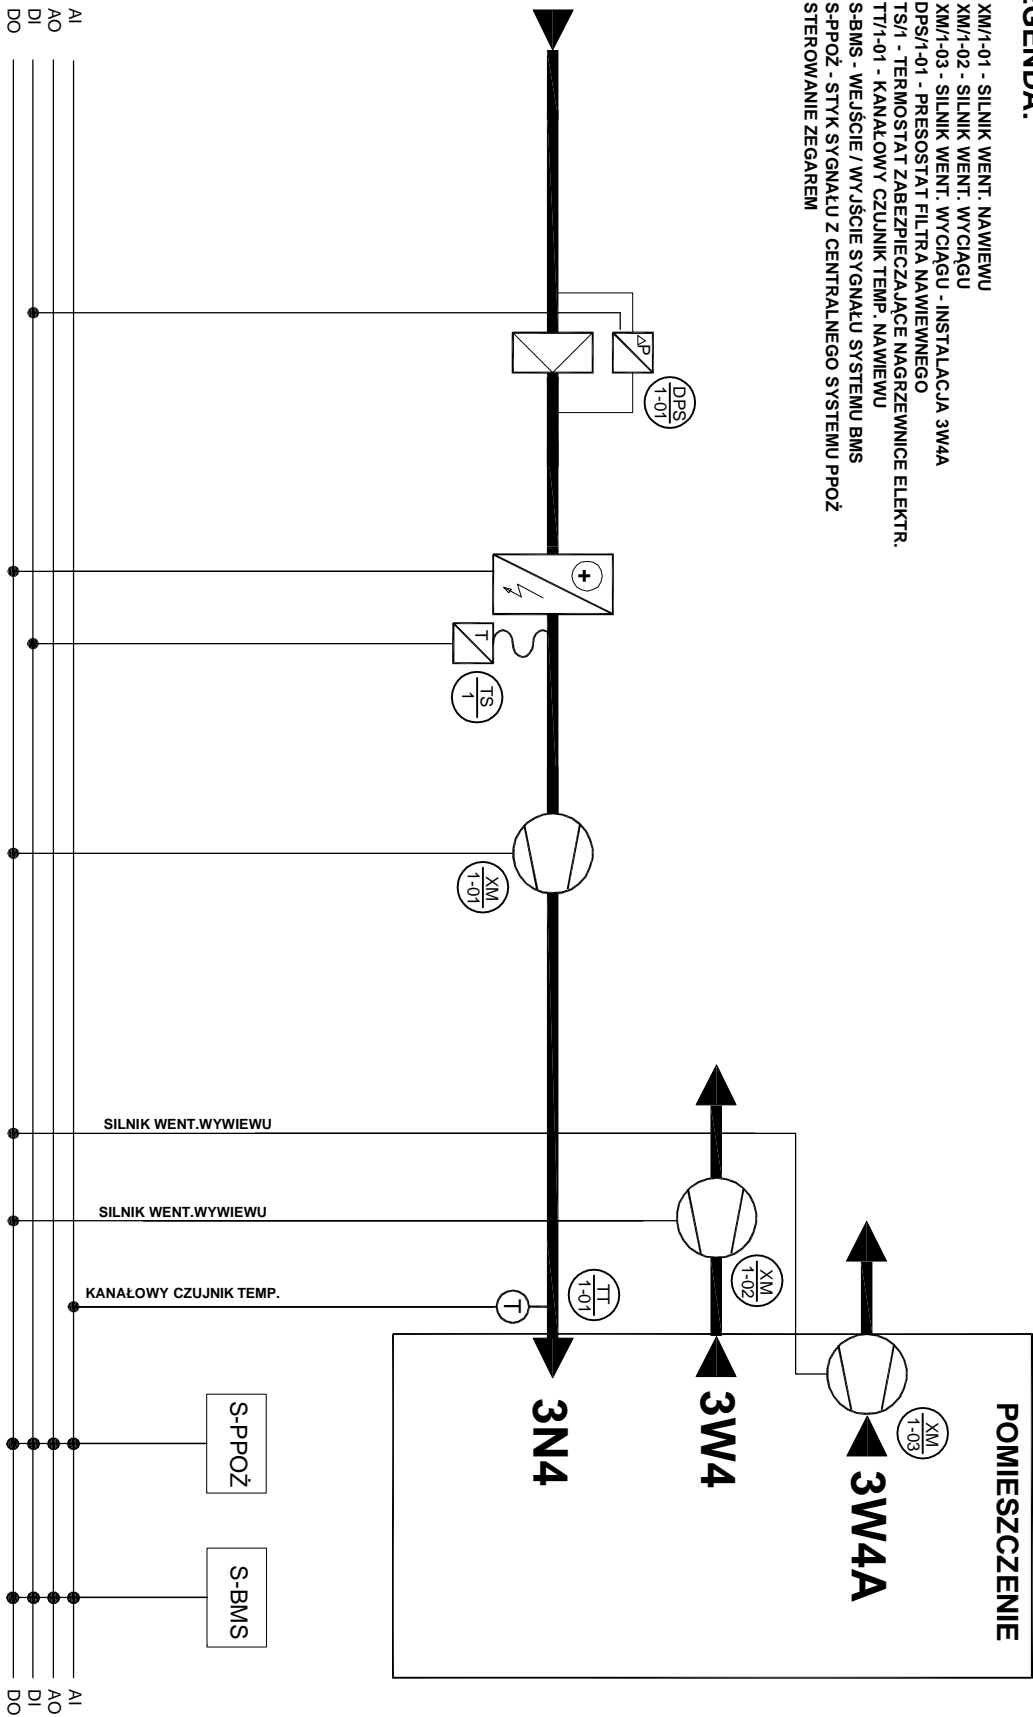 GENDA:
XM/1-01 - SILNIK WENT. NAWIEWU
XM/1-02 - SILNIK WENT. WYCIĄGU
XM/1-03 - SILNIK WENT. WYCIĄGU - INSTALACJA 3W4A
DPS/1-01 - PRESOSTAT FILTRA NAWIEWNEGO
TS/1 - TERMOSTAT ZABEZPIECZAJĄCE NAGRZEWNICE ELEKTR.
TT/1-01 - KANAŁOWY CZUJNIK TEMP. NAWIEWU
S-BMS - WEJŚCIE / WYJŚCIE SYGNAŁU SYSTEMU BMS
S-PPOŻ - STYK SYGNAŁU Z CENTRALNEGO SYSTEMU PPOŻ
STEROWANIE ZEGAREM
POMIESZCZENIE
XM
1-03
3W4A
XM
1-02
3W4
ΔP
DPS
1-01
+
T
TS
1
XM
1-01
TT
1-01
T
3N4
SILNIK WENT.WYWIEWU
SILNIK WENT.WYWIEWU
KANAŁOWY CZUJNIK TEMP.
S-PPOŻ
S-BMS
AI
AO
DI
DO
AI
AO
DI
DO